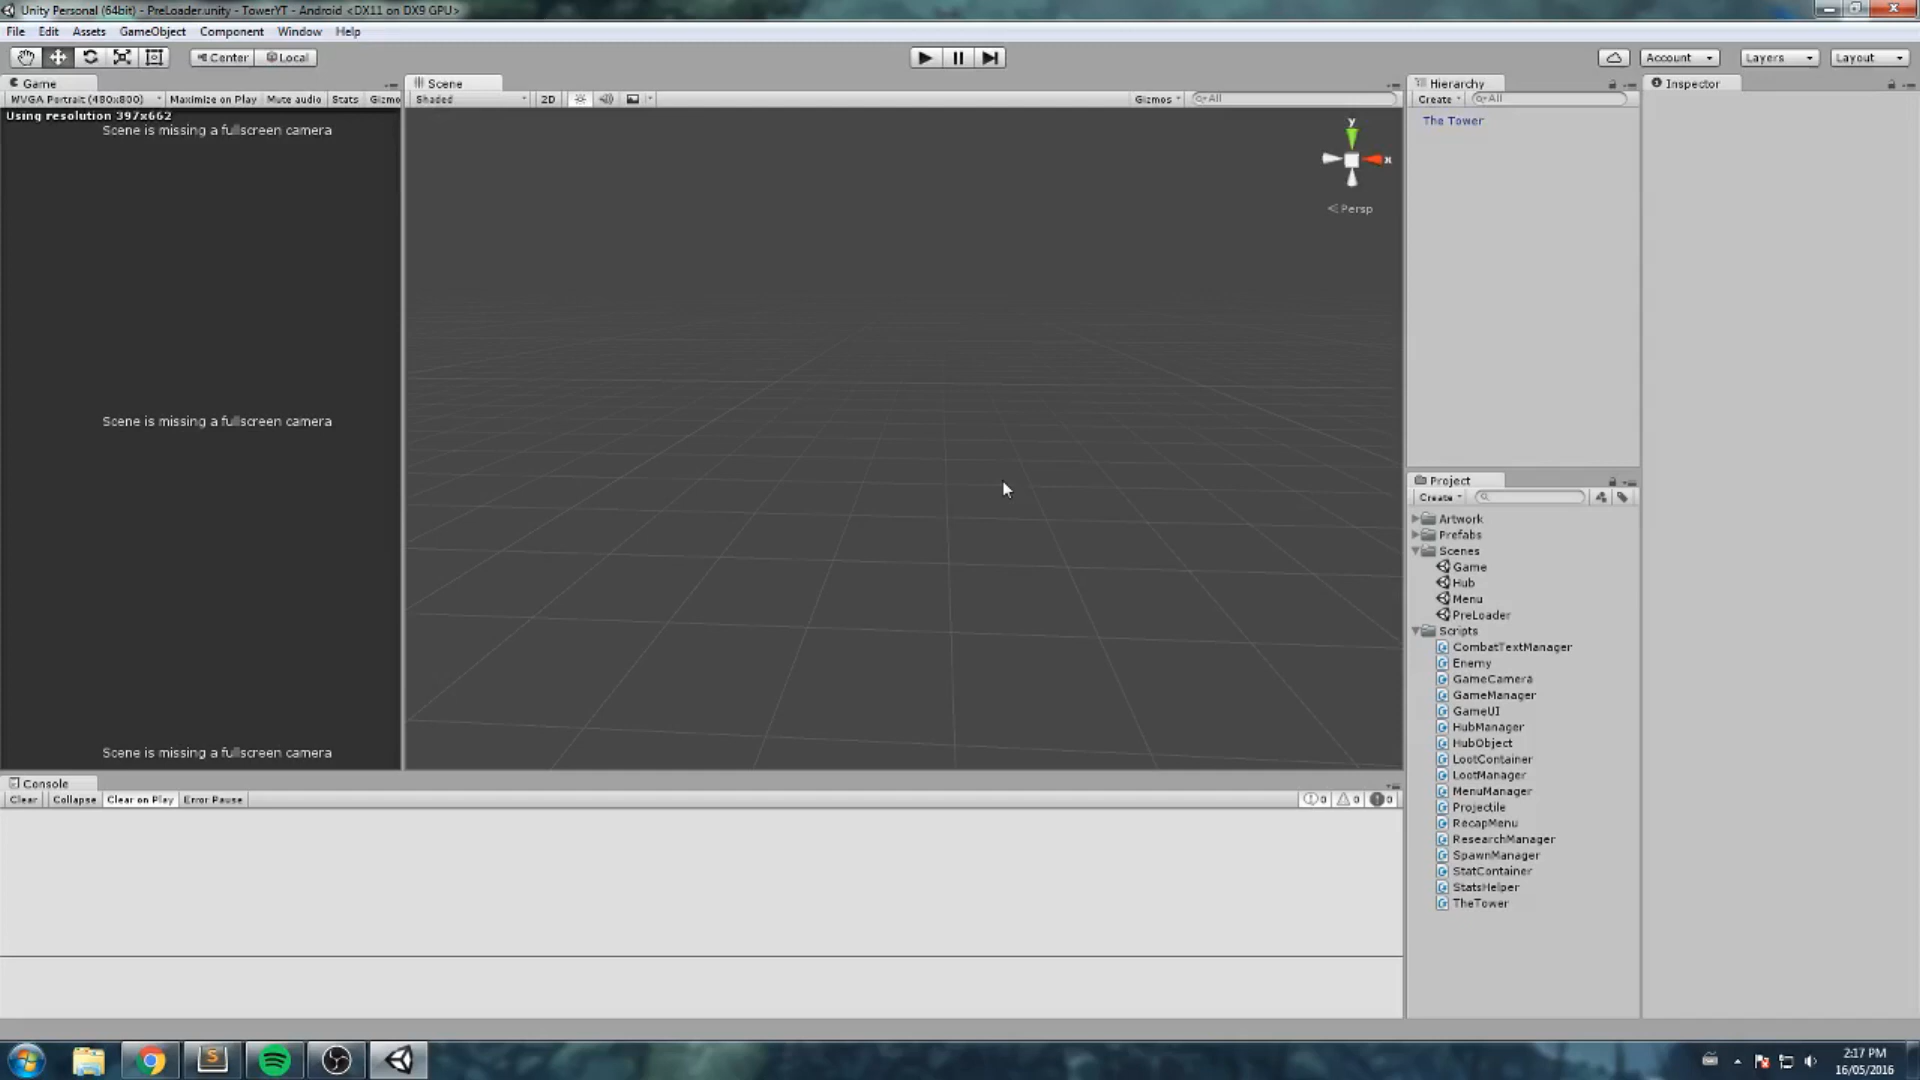 Unity Personal (64bit) - PreLoader.unity - TowerYT - Android <DX11 on DX9 GPU>
File Edit Assets GameObject Component Window Help
Center Local Account Layers Layout
Game
WVGA Portrait (480x800) Maximize on Play Mute audio Stats Gizmo
Using resolution 397x662
Scene is missing a fullscreen camera
Scene is missing a fullscreen camera
Scene is missing a fullscreen camera
Scene
Shaded 2D Gizmos All
y
x
Persp
Hierarchy
Create All
The Tower
Inspector
Project
Create
Artwork
Prefabs
Scenes
Game
Hub
Menu
PreLoader
Scripts
CombatTextManager
Enemy
GameCamera
GameManager
GameUI
HubManager
HubObject
LootContainer
LootManager
MenuManager
Projectile
RecapMenu
ResearchManager
SpawnManager
StatContainer
StatsHelper
TheTower
Console
Clear Collapse Clear on Play Error Pause 0 0 0
2:17 PM
16/05/2016